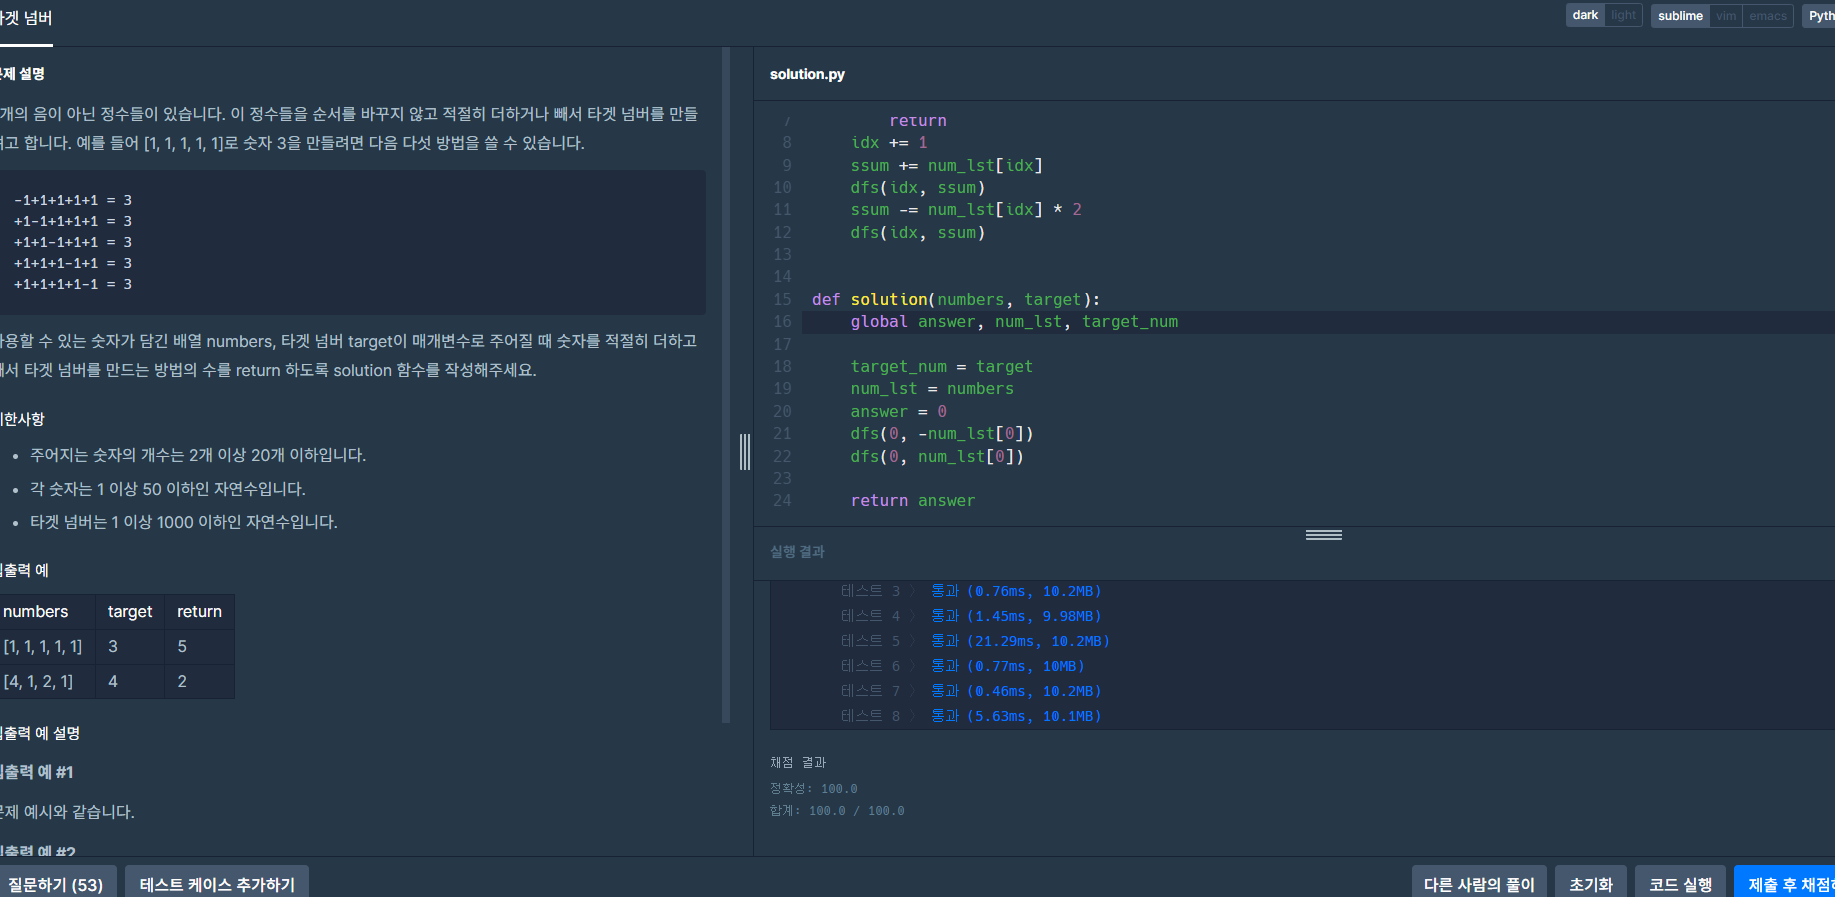 타겟 넘버
dark light sublime vim emacs Pyth
문제 설명
개의 음이 아닌 정수들이 있습니다. 이 정수들을 순서를 바꾸지 않고 적절히 더하거나 빼서 타겟 넘버를 만들
려고 합니다. 예를 들어 [1, 1, 1, 1, 1]로 숫자 3을 만들려면 다음 다섯 방법을 쓸 수 있습니다.
-1+1+1+1+1 = 3
+1-1+1+1+1 = 3
+1+1-1+1+1 = 3
+1+1+1-1+1 = 3
+1+1+1+1-1 = 3
사용할 수 있는 숫자가 담긴 배열 numbers, 타겟 넘버 target이 매개변수로 주어질 때 숫자를 적절히 더하고
빼서 타겟 넘버를 만드는 방법의 수를 return 하도록 solution 함수를 작성해주세요.
제한사항
• 주어지는 숫자의 개수는 2개 이상 20개 이하입니다.
• 각 숫자는 1 이상 50 이하인 자연수입니다.
• 타겟 넘버는 1 이상 1000 이하인 자연수입니다.
입출력 예
numbers target return
[1, 1, 1, 1, 1] 3 5
[4, 1, 2, 1] 4 2
입출력 예 설명
입출력 예 #1
문제 예시와 같습니다.
입출력 예 #2
질문하기 (53) 테스트 케이스 추가하기
solution.py
7 return
8 idx += 1
9 ssum += num_lst[idx]
10 dfs(idx, ssum)
11 ssum -= num_lst[idx] * 2
12 dfs(idx, ssum)
13
14
15 def solution(numbers, target):
16 global answer, num_lst, target_num
17
18 target_num = target
19 num_lst = numbers
20 answer = 0
21 dfs(0, -num_lst[0])
22 dfs(0, num_lst[0])
23
24 return answer
실행 결과
테스트 3 〉 통과 (0.76ms, 10.2MB)
테스트 4 〉 통과 (1.45ms, 9.98MB)
테스트 5 〉 통과 (21.29ms, 10.2MB)
테스트 6 〉 통과 (0.77ms, 10MB)
테스트 7 〉 통과 (0.46ms, 10.2MB)
테스트 8 〉 통과 (5.63ms, 10.1MB)
채점 결과
정확성: 100.0
합계: 100.0 / 100.0
다른 사람의 풀이 초기화 코드 실행 제출 후 채점하